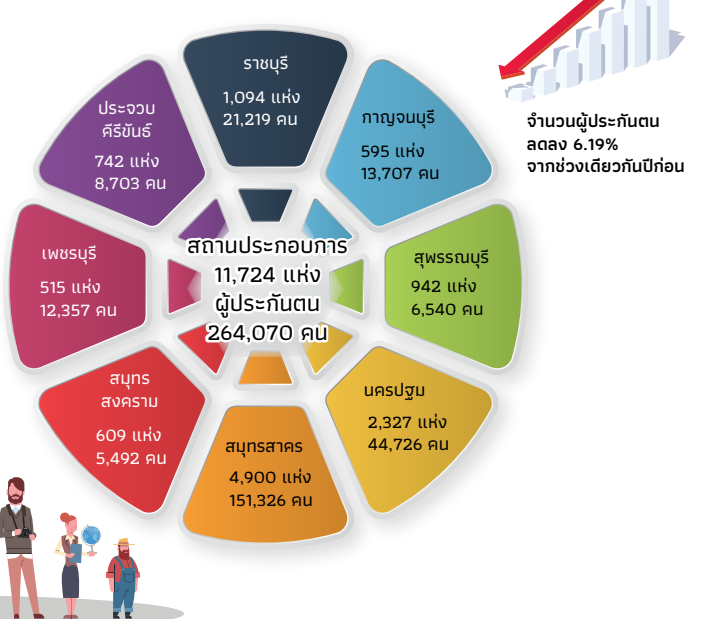 ราชบุรี
1,094 แห่ง
21,219 คน
กาญจนบุรี
595 แห่ง
13,707 คน
สุพรรณบุรี
942 แห่ง
6,540 คน
นครปฐม
2,327 แห่ง
44,726 คน
สมุทรสาคร
4,900 แห่ง
151,326 คน
สมุทร
สงคราม
609 แห่ง
5,492 คน
เพชรบุรี
515 แห่ง
12,357 คน
ประจวบ
คีรีขันธ์
742 แห่ง
8,703 คน
สถานประกอบการ
11,724 แห่ง
ผู้ประกันตน
264,070 คน
จำนวนผู้ประกันตน
ลดลง 6.19%
จากช่วงเดียวกันปีก่อน